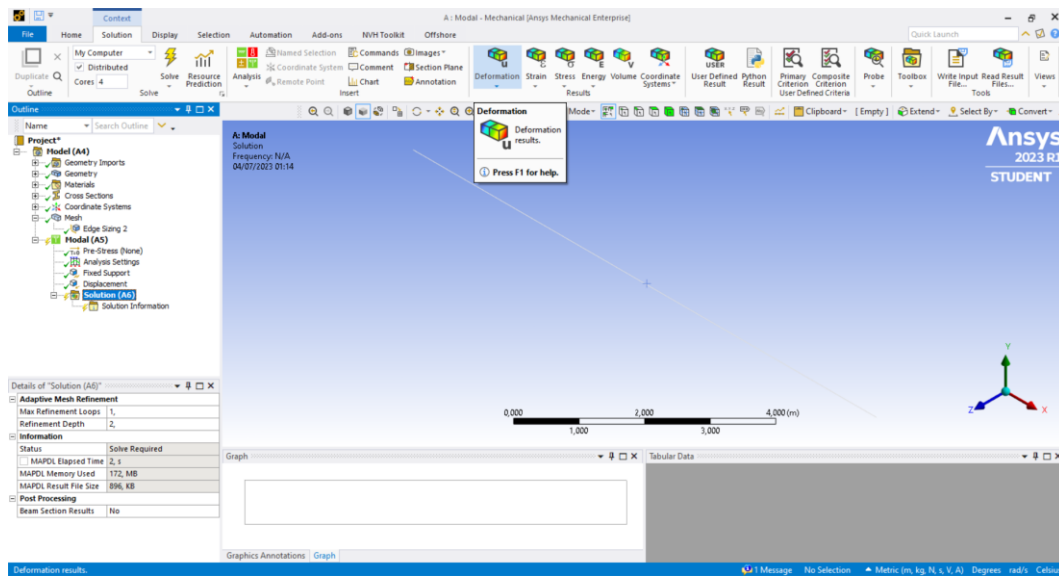 Context
A : Modal - Mechanical [Ansys Mechanical Enterprise]
File Home Solution Display Selection Automation Add-ons NVH Toolkit Offshore Quick Launch
My Computer
Distributed
Cores 4
Duplicate
Solve
Resource Prediction
Analysis
Named Selection
Coordinate System
Remote Point
Commands
Comment
Chart
Images
Section Plane
Annotation
Deformation
Strain
Stress
Energy
Volume
Coordinate Systems
User Defined Result
Python Result
Primary Criterion
Composite Criterion
Probe
Toolbox
Write Input File...
Read Result Files...
Views
Outline Solve Insert Results User Defined Criteria Tools
Outline
Name Search Outline
Mode Clipboard [ Empty ] Extend Select By Convert
Project*
Model (A4)
Geometry Imports
Geometry
Materials
Cross Sections
Coordinate Systems
Mesh
Edge Sizing 2
Modal (A5)
Pre-Stress (None)
Analysis Settings
Fixed Support
Displacement
Solution (A6)
Solution Information
A: Modal
Solution
Frequency: N/A
04/07/2023 01:14
Deformation
Deformation
results.
Press F1 for help.
Ansys
2023 R1
STUDENT
Y
Z X
0,000 2,000 4,000 (m)
1,000 3,000
Details of "Solution (A6)"
Adaptive Mesh Refinement
Max Refinement Loops 1,
Refinement Depth 2,
Information
Status Solve Required
MAPDL Elapsed Time 2, s
MAPDL Memory Used 172, MB
MAPDL Result File Size 896, KB
Post Processing
Beam Section Results No
Graph
Tabular Data
Graphics Annotations Graph
Deformation results. 1 Message No Selection Metric (m, kg, N, s, V, A) Degrees rad/s Celsius